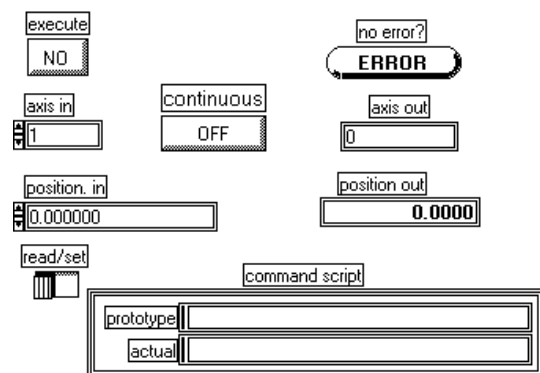 execute
NO
no error?
ERROR
axis in
1
continuous
OFF
axis out
0
position. in
0.000000
position out
0.0000
read/set
command script
prototype
actual